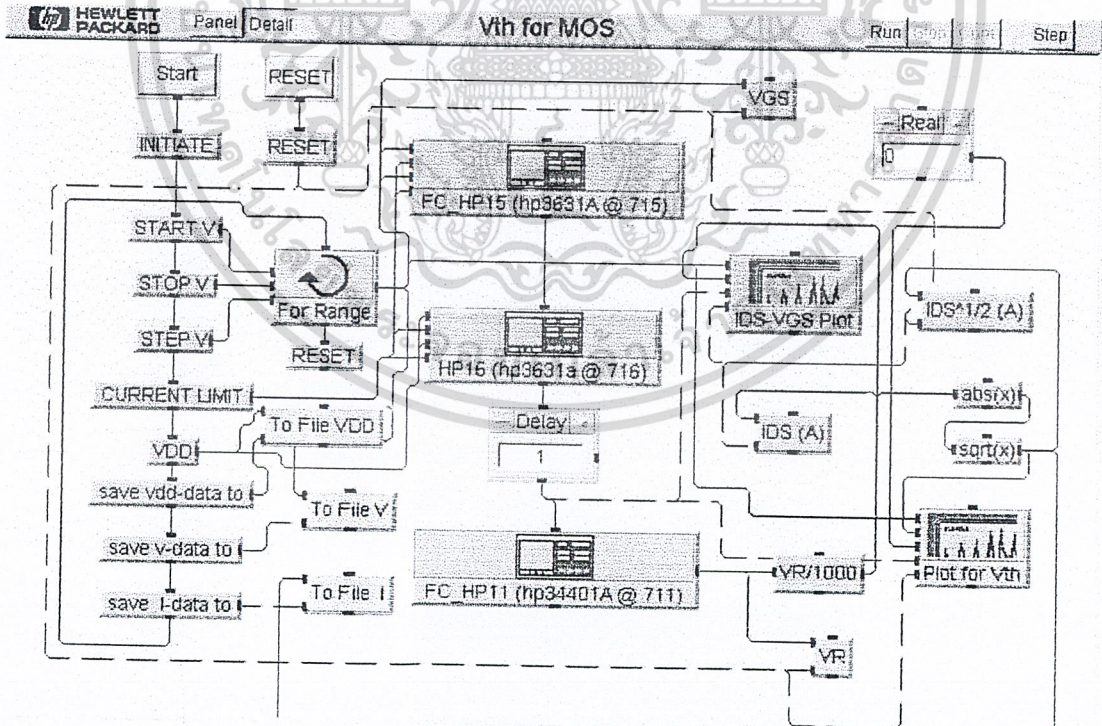 hp HEWLETT PACKARD Panel Detail Vth for MOS Run Stop Cont Step
Start RESET
INITIATE RESET
START V
STOP V
STEP V
For Range
RESET
CURRENT LIMIT
To File VDD
VDD
save vdd-data to
To File V
save v-data to
save I-data to
To File I
FC_HP15 (hp3631A @ 715)
HP16 (hp3631a @ 716)
Delay
1
FC_HP11 (hp34401A @ 711)
VGS
Real
0
IDS-VGS Plot
IDS^1/2 (A)
abs(x)
IDS (A)
sqrt(x)
Plot for Vth
VR/1000
VR